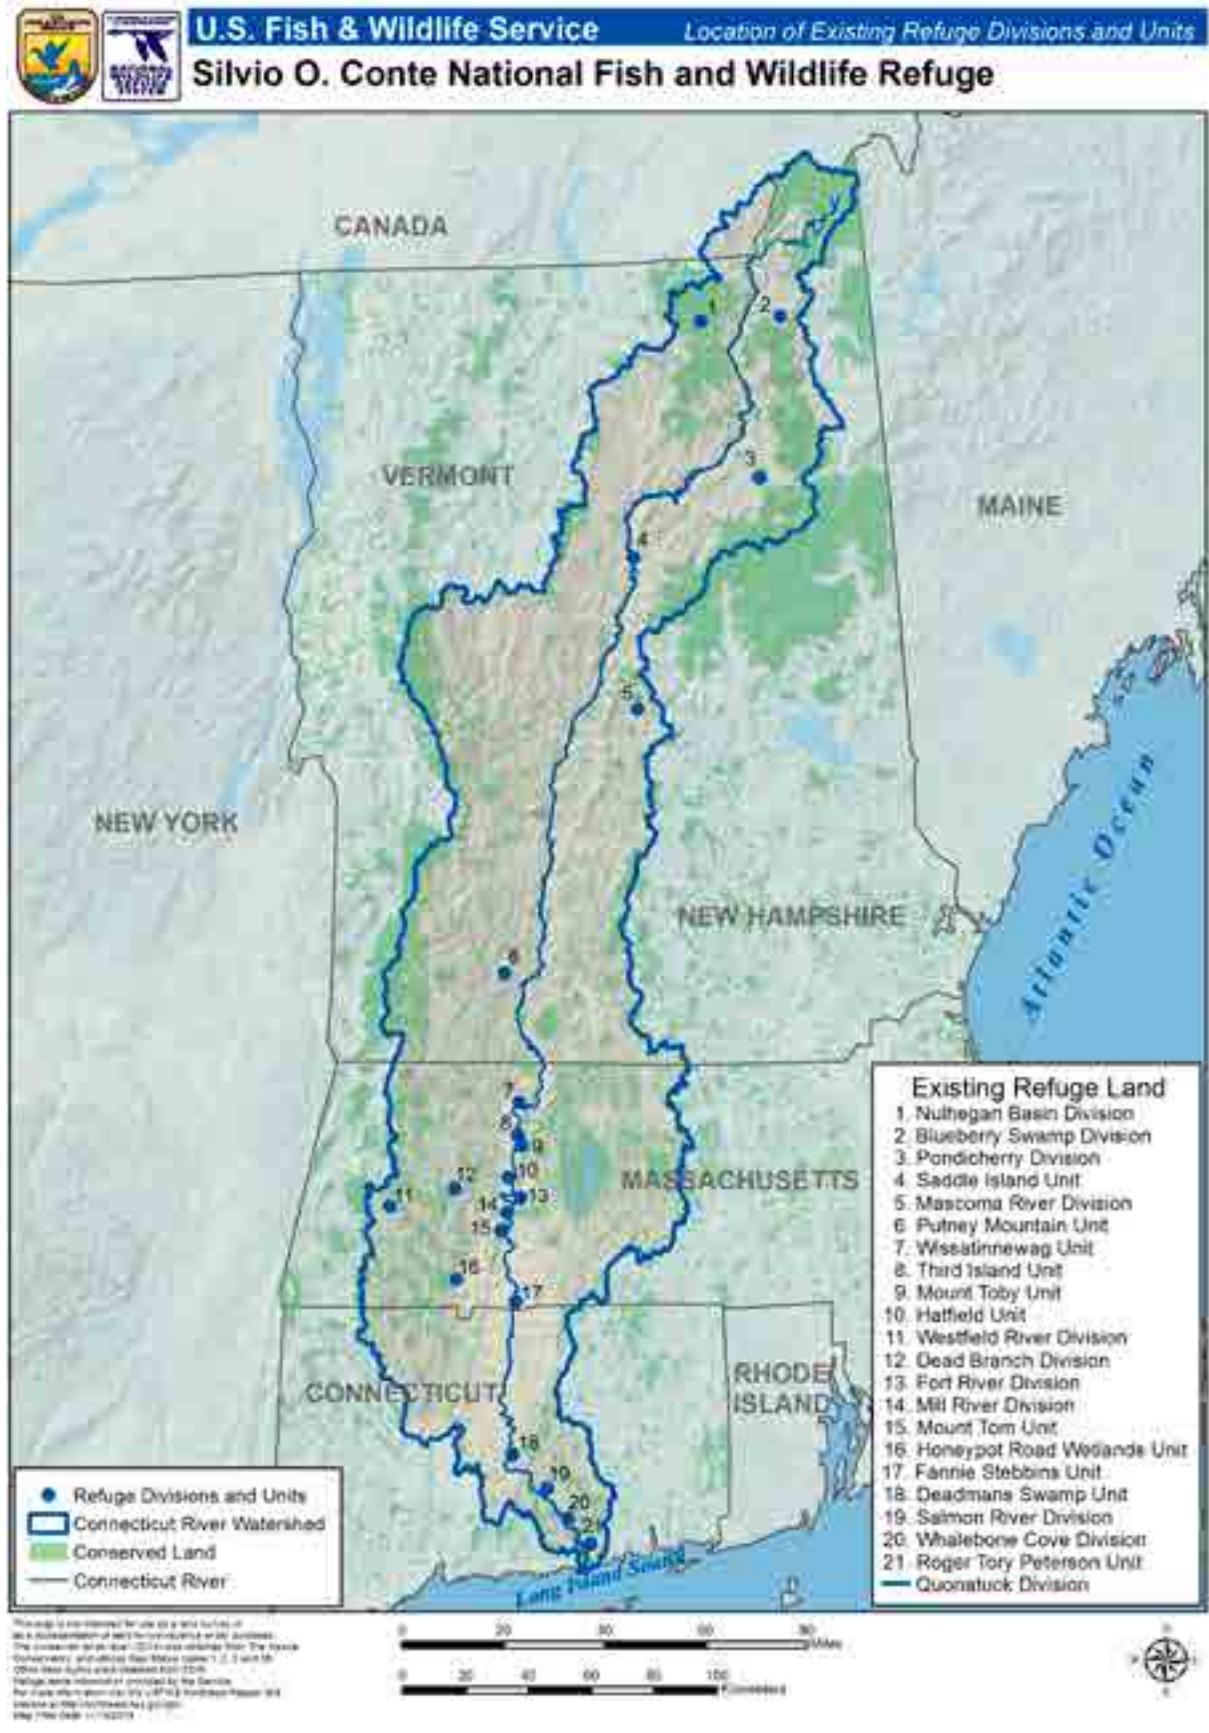 U.S. Fish & Wildlife Service
Location of Existing Refuge Divisions and Units
Silvio O. Conte National Fish and Wildlife Refuge
CANADA
1
2
VERMONT
3
MAINE
4
5
NEW YORK
Atlantic Ocean
NEW HAMPSHIRE
6
7
8
9
10
MASSACHUSETTS
12
11
13
14
15
16
17
RHODE
ISLAND
CONNECTICUT
18
19
20
21
Long Island Sound
Existing Refuge Land
1. Nulhegan Basin Division
2. Blueberry Swamp Division
3. Pondicherry Division
4. Saddle Island Unit
5. Mascoma River Division
6. Putney Mountain Unit
7. Wissatinnewag Unit
8. Third Island Unit
9. Mount Toby Unit
10. Hatfield Unit
11. Westfield River Division
12. Dead Branch Division
13. Fort River Division
14. Mill River Division
15. Mount Tom Unit
16. Honeypot Road Wetlands Unit
17. Fannie Stebbins Unit
18. Deadmans Swamp Unit
19. Salmon River Division
20. Whalebone Cove Division
21. Roger Tory Peterson Unit
Quonatuck Division
Refuge Divisions and Units
Connecticut River Watershed
Conserved Land
Connecticut River
0 20 40 60 80
Miles
0 20 40 60 80 100
Kilometers